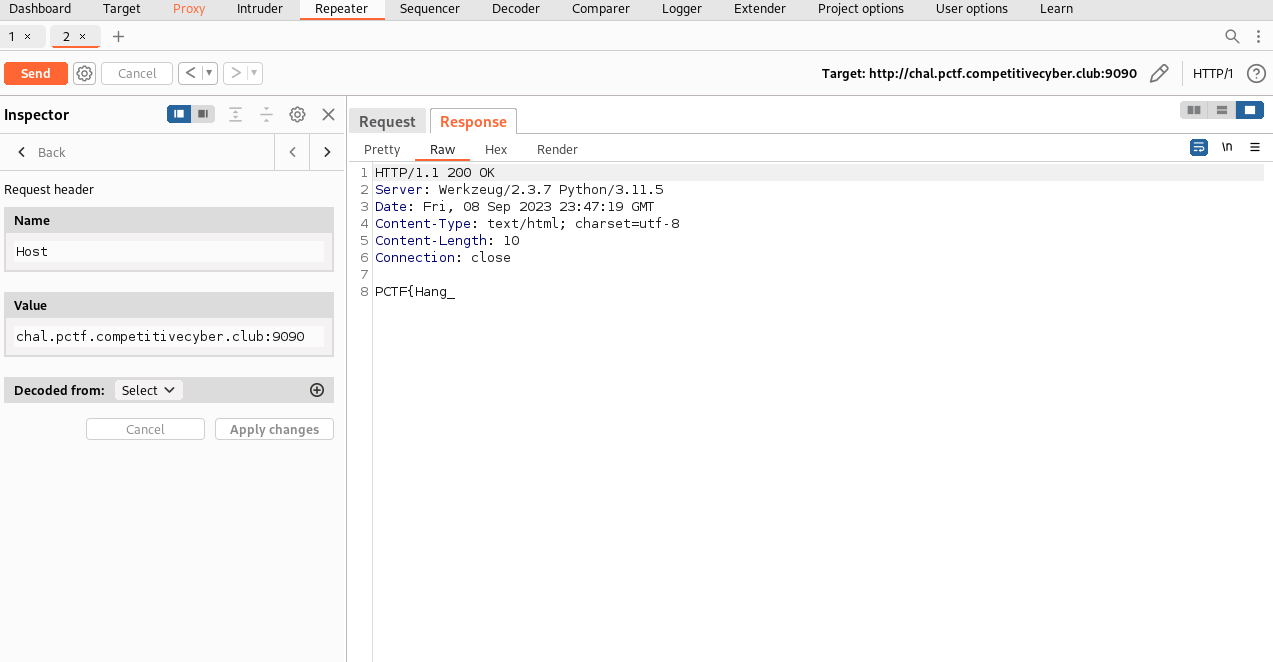 Dashboard Target Proxy Intruder Repeater Sequencer Decoder Comparer Logger Extender Project options User options Learn
1 × 2 × +
Send Cancel < > Target: http://chal.pctf.competitivecyber.club:9090 HTTP/1 ?
Inspector
Back
Request header
Name
Host
Value
chal.pctf.competitivecyber.club:9090
Decoded from: Select
Cancel Apply changes
Request Response
Pretty Raw Hex Render \n
1 HTTP/1.1 200 OK
2 Server: Werkzeug/2.3.7 Python/3.11.5
3 Date: Fri, 08 Sep 2023 23:47:19 GMT
4 Content-Type: text/html; charset=utf-8
5 Content-Length: 10
6 Connection: close
7
8 PCTF{Hang_